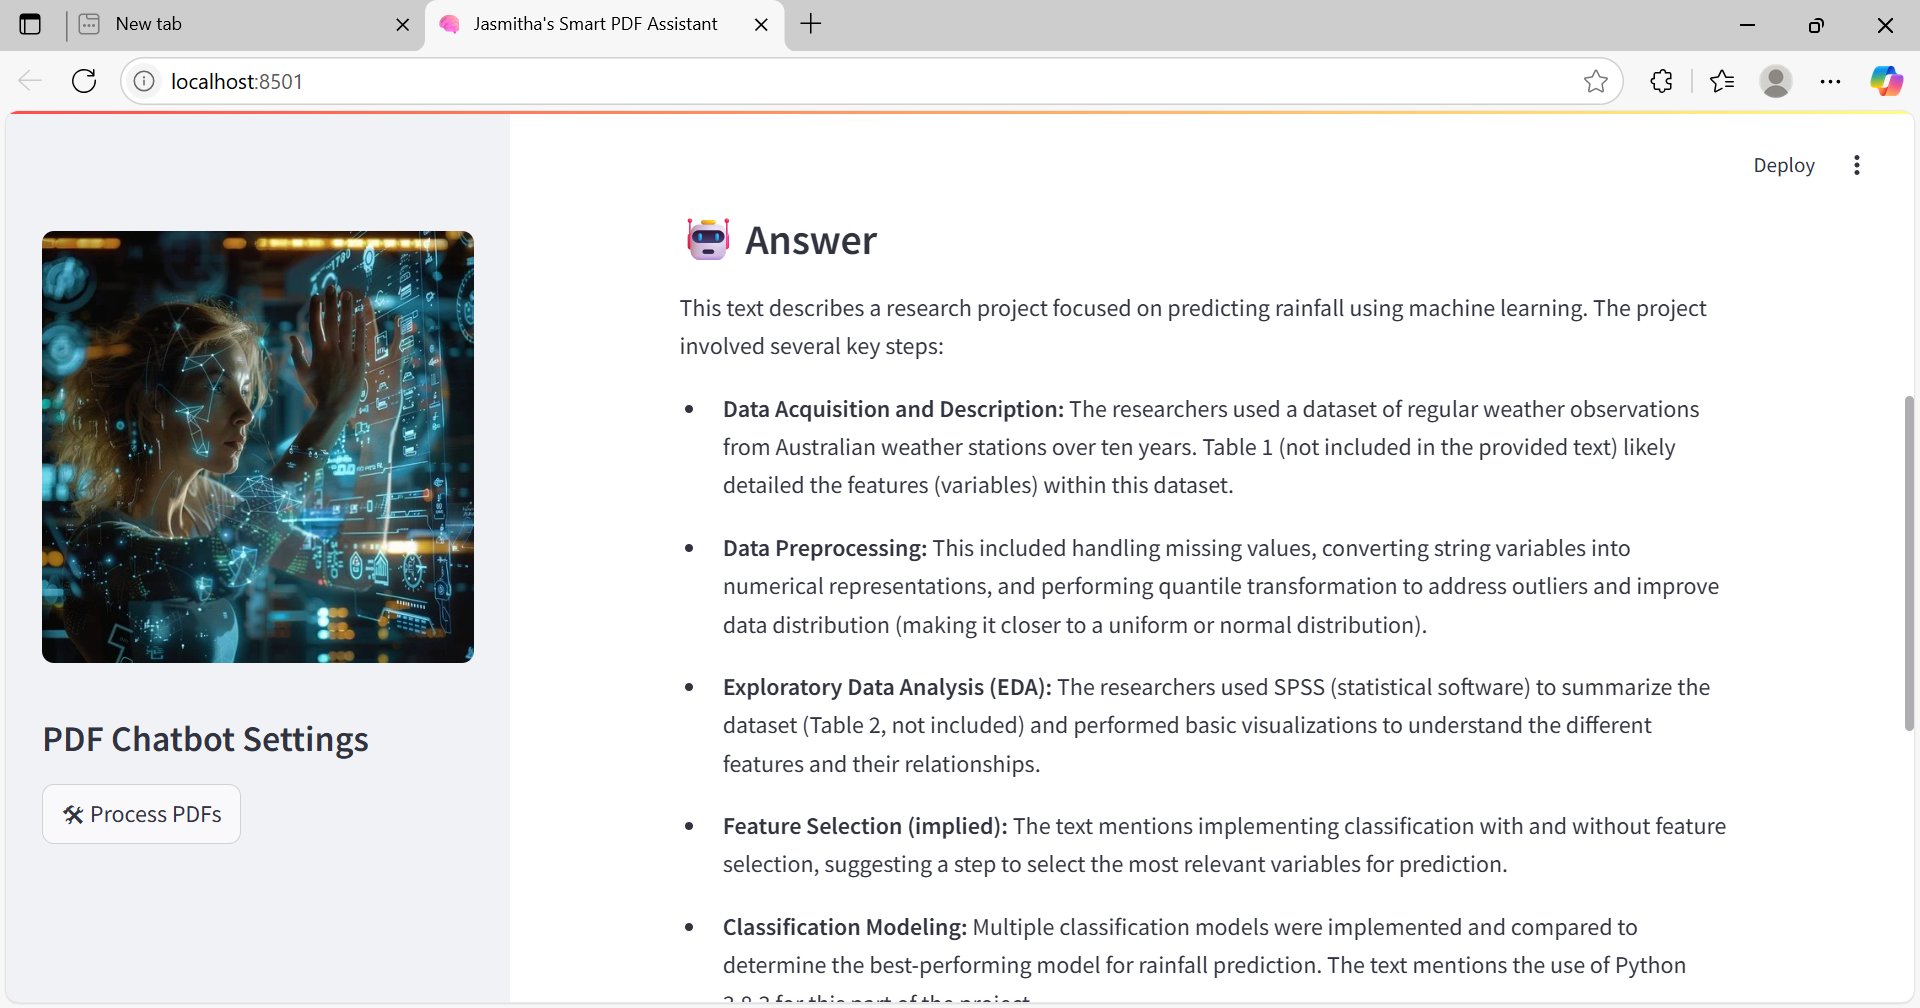 New tab
Jasmitha's Smart PDF Assistant
localhost:8501
Deploy
Answer
This text describes a research project focused on predicting rainfall using machine learning. The project
involved several key steps:
Data Acquisition and Description: The researchers used a dataset of regular weather observations
from Australian weather stations over ten years. Table 1 (not included in the provided text) likely
detailed the features (variables) within this dataset.
Data Preprocessing: This included handling missing values, converting string variables into
numerical representations, and performing quantile transformation to address outliers and improve
data distribution (making it closer to a uniform or normal distribution).
Exploratory Data Analysis (EDA): The researchers used SPSS (statistical software) to summarize the
dataset (Table 2, not included) and performed basic visualizations to understand the different
features and their relationships.
Feature Selection (implied): The text mentions implementing classification with and without feature
selection, suggesting a step to select the most relevant variables for prediction.
Classification Modeling: Multiple classification models were implemented and compared to
determine the best-performing model for rainfall prediction. The text mentions the use of Python
for this part of the project
PDF Chatbot Settings
Process PDFs